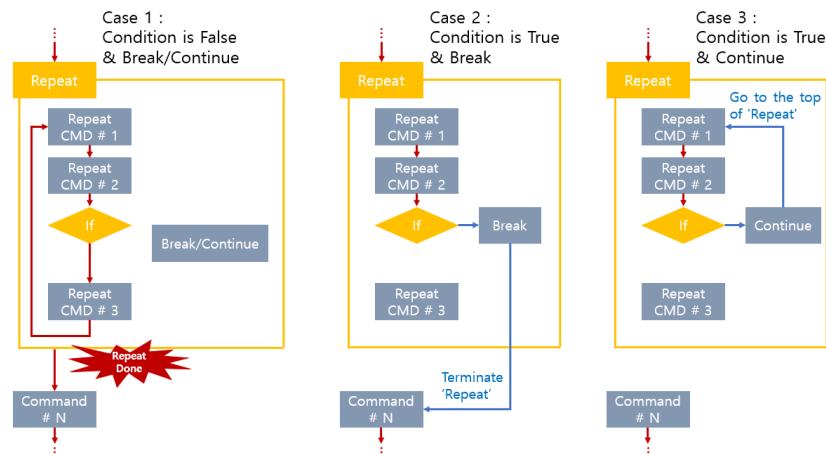 Case 1 :
Condition is False
& Break/Continue
Repeat
Repeat
CMD # 1
Repeat
CMD # 2
If
Break/Continue
Repeat
CMD # 3
Repeat
Done
Command
# N
Case 2 :
Condition is True
& Break
Repeat
Repeat
CMD # 1
Repeat
CMD # 2
If
Break
Repeat
CMD # 3
Terminate
'Repeat'
Command
# N
Case 3 :
Condition is True
& Continue
Repeat
Go to the top
of 'Repeat'
Repeat
CMD # 1
Repeat
CMD # 2
If
Continue
Repeat
CMD # 3
Command
# N